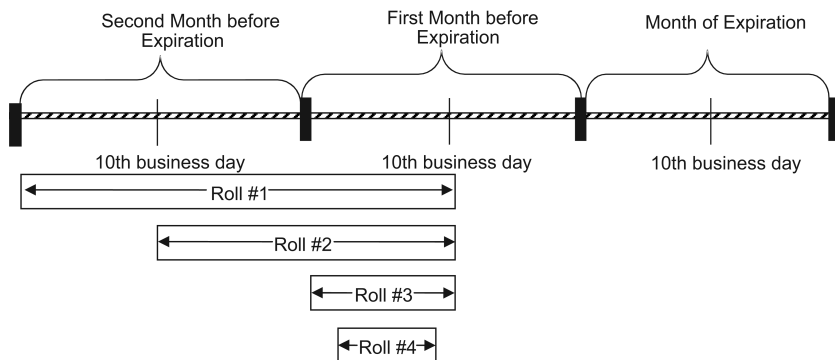 Second Month before
Expiration
First Month before
Expiration
Month of Expiration
10th business day
10th business day
10th business day
Roll #1
Roll #2
Roll #3
Roll #4